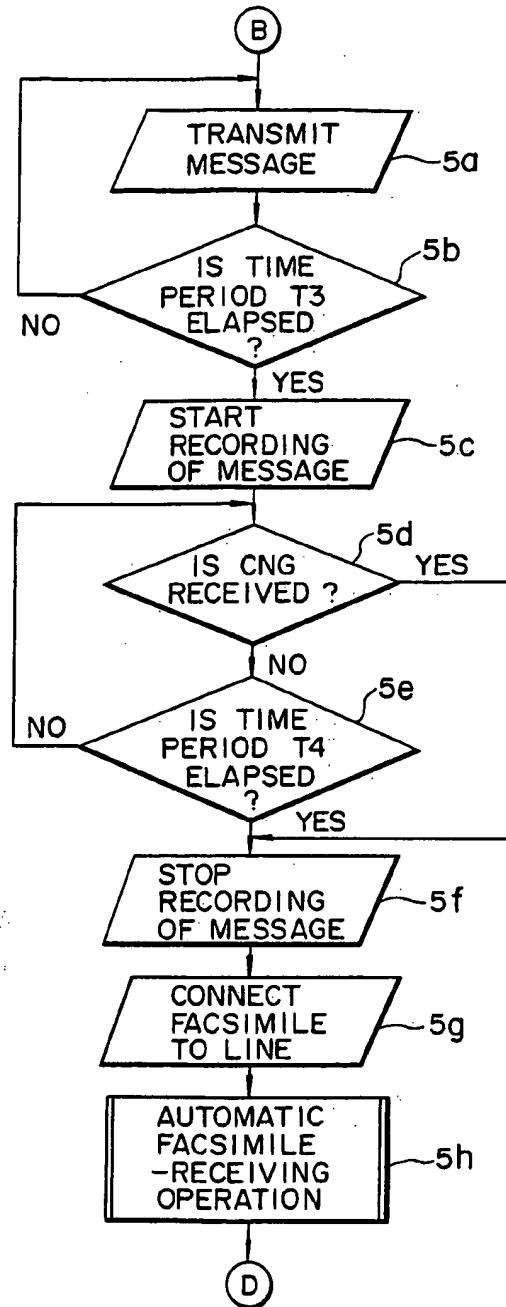 B
TRANSMIT
MESSAGE
5a
IS TIME
PERIOD T3
ELAPSED
?
5b
NO
YES
START
RECORDING
OF MESSAGE
5c
IS CNG
RECEIVED ?
5d
YES
NO
IS TIME
PERIOD T4
ELAPSED
?
5e
NO
YES
STOP
RECORDING
OF MESSAGE
5f
CONNECT
FACSIMILE
TO LINE
5g
AUTOMATIC
FACSIMILE
-RECEIVING
OPERATION
5h
D